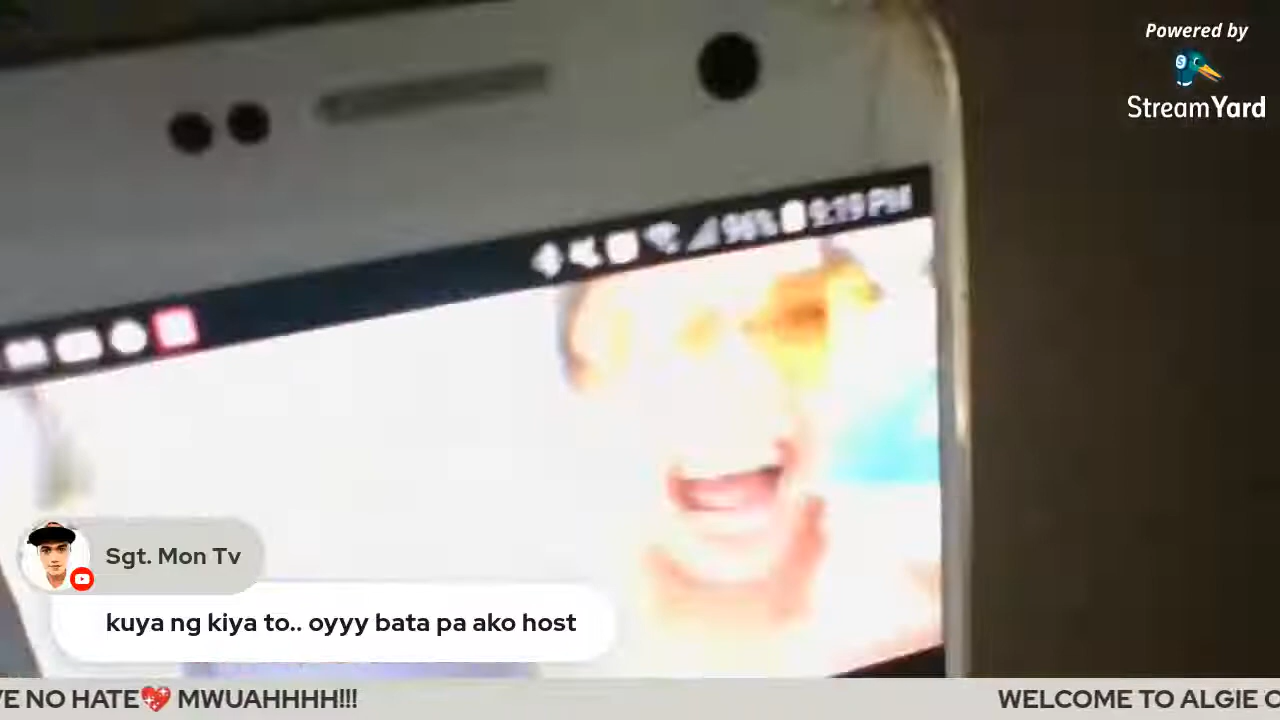 Powered by
StreamYard
96% 9:19 PM
Sgt. Mon Tv
kuya ng kiya to.. oyyy bata pa ako host
VE NO HATE💖 MWUAHHHH!!!
WELCOME TO ALGIE